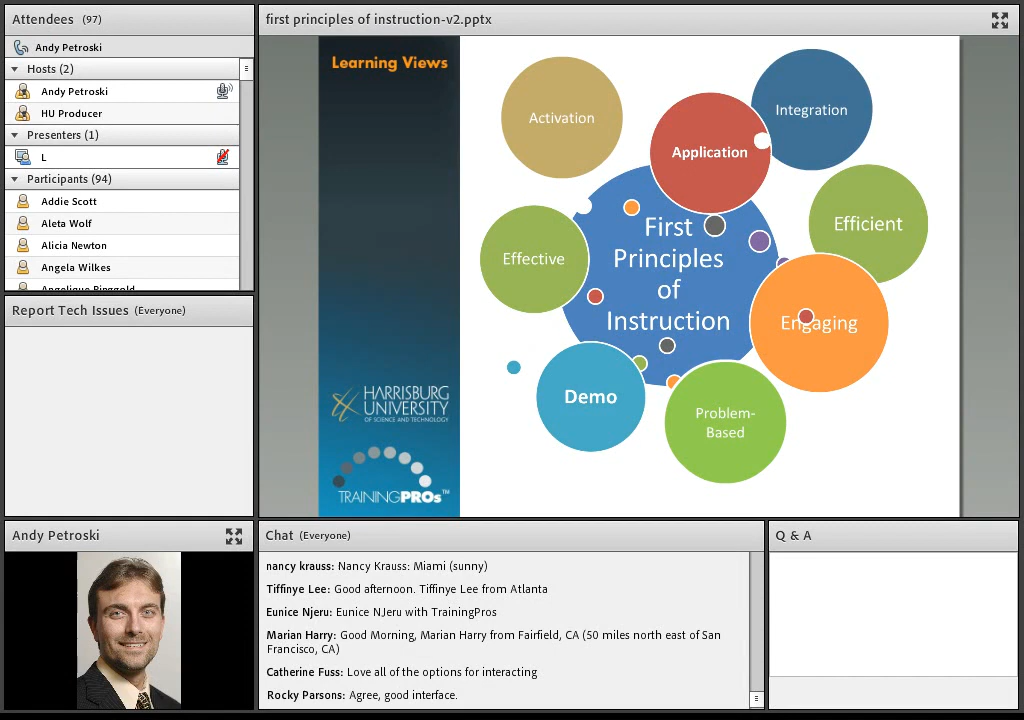 Attendees (97)
Andy Petroski
Hosts (2)
Andy Petroski
HU Producer
Presenters (1)
L
Participants (94)
Addie Scott
Aleta Wolf
Alicia Newton
Angela Wilkes
Angelique Ringgold
Report Tech Issues (Everyone)
Andy Petroski
first principles of instruction-v2.pptx
Learning Views
HARRISBURG
UNIVERSITY
OF SCIENCE AND TECHNOLOGY
TRAININGPROs™
Activation
Application
Integration
Effective
First
Principles
of
Instruction
Efficient
Engaging
Demo
Problem-
Based
Chat (Everyone)
nancy krauss: Nancy Krauss: Miami (sunny)
Tiffinye Lee: Good afternoon. Tiffinye Lee from Atlanta
Eunice Njeru: Eunice NJeru with TrainingPros
Marian Harry: Good Morning, Marian Harry from Fairfield, CA (50 miles north east of San
Francisco, CA)
Catherine Fuss: Love all of the options for interacting
Rocky Parsons: Agree, good interface.
Q & A